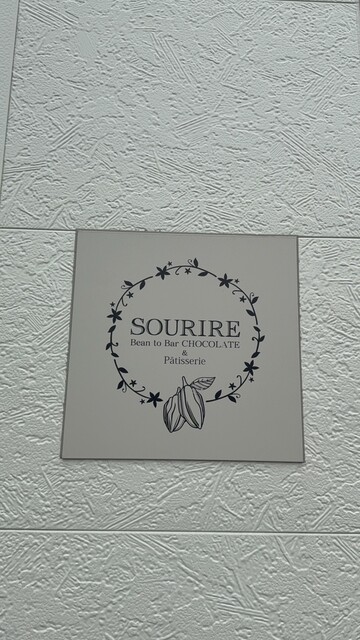 SOURIRE
Bean to Bar CHOCOLATE
&
Pâtisserie